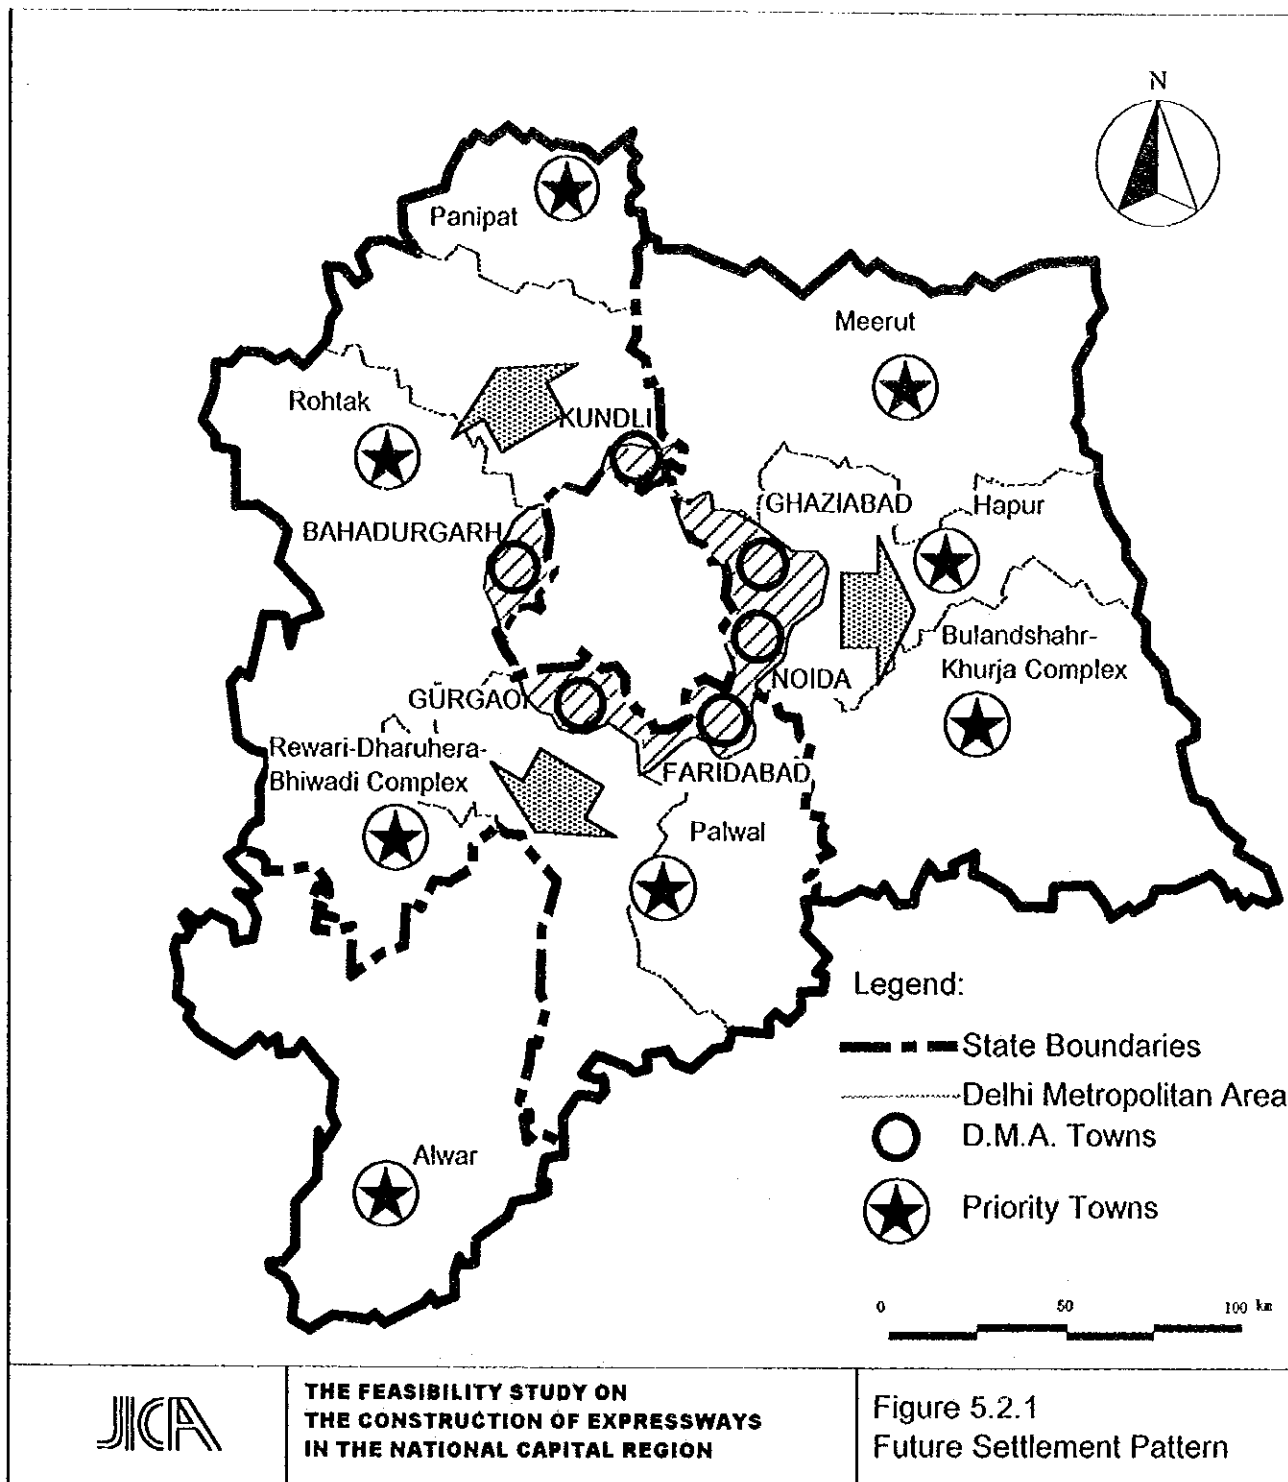 N
Panipat
Meerut
Rohtak
KUNDLI
GHAZIABAD
Hapur
BAHADURGARH
Bulandshahr-
Khurja Complex
NOIDA
GURGAO
Rewari-Dharuhera-
Bhiwadi Complex
FARIDABAD
Palwal
Alwar
Legend:
State Boundaries
Delhi Metropolitan Area
D.M.A. Towns
Priority Towns
0 50 100 km
JICA
THE FEASIBILITY STUDY ON
THE CONSTRUCTION OF EXPRESSWAYS
IN THE NATIONAL CAPITAL REGION
Figure 5.2.1
Future Settlement Pattern